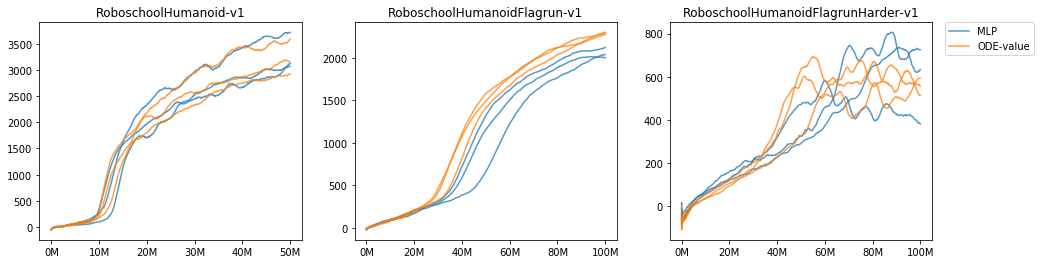 RoboschoolHumanoid-v1
3500
3000
2500
2000
1500
1000
500
0
0M 10M 20M 30M 40M 50M
RoboschoolHumanoidFlagrun-v1
2000
1500
1000
500
0
0M 20M 40M 60M 80M 100M
RoboschoolHumanoidFlagrunHarder-v1
800
600
400
200
0
0M 20M 40M 60M 80M 100M
MLP
ODE-value